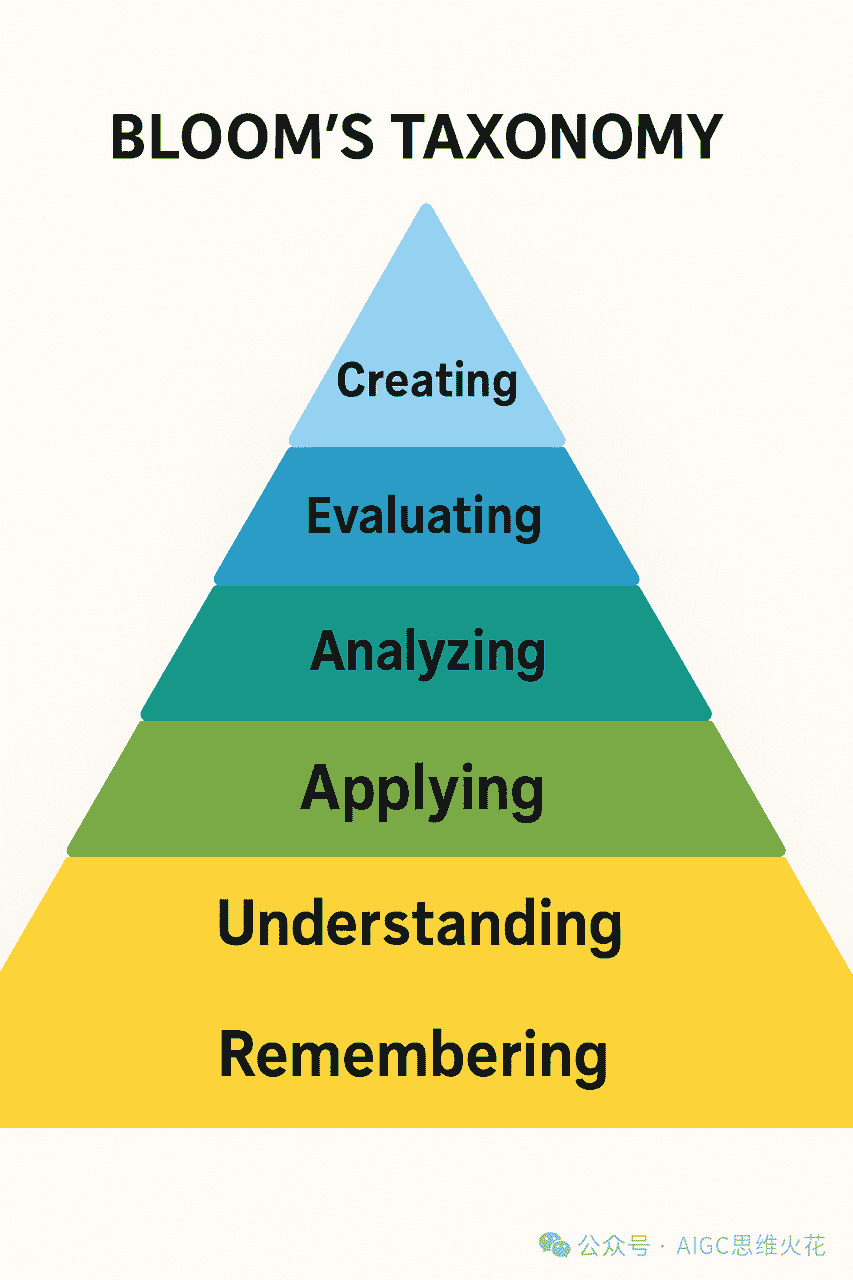 BLOOM'S TAXONOMY
Creating
Evaluating
Analyzing
Applying
Understanding
Remembering
公众号 · AIGC思维火花